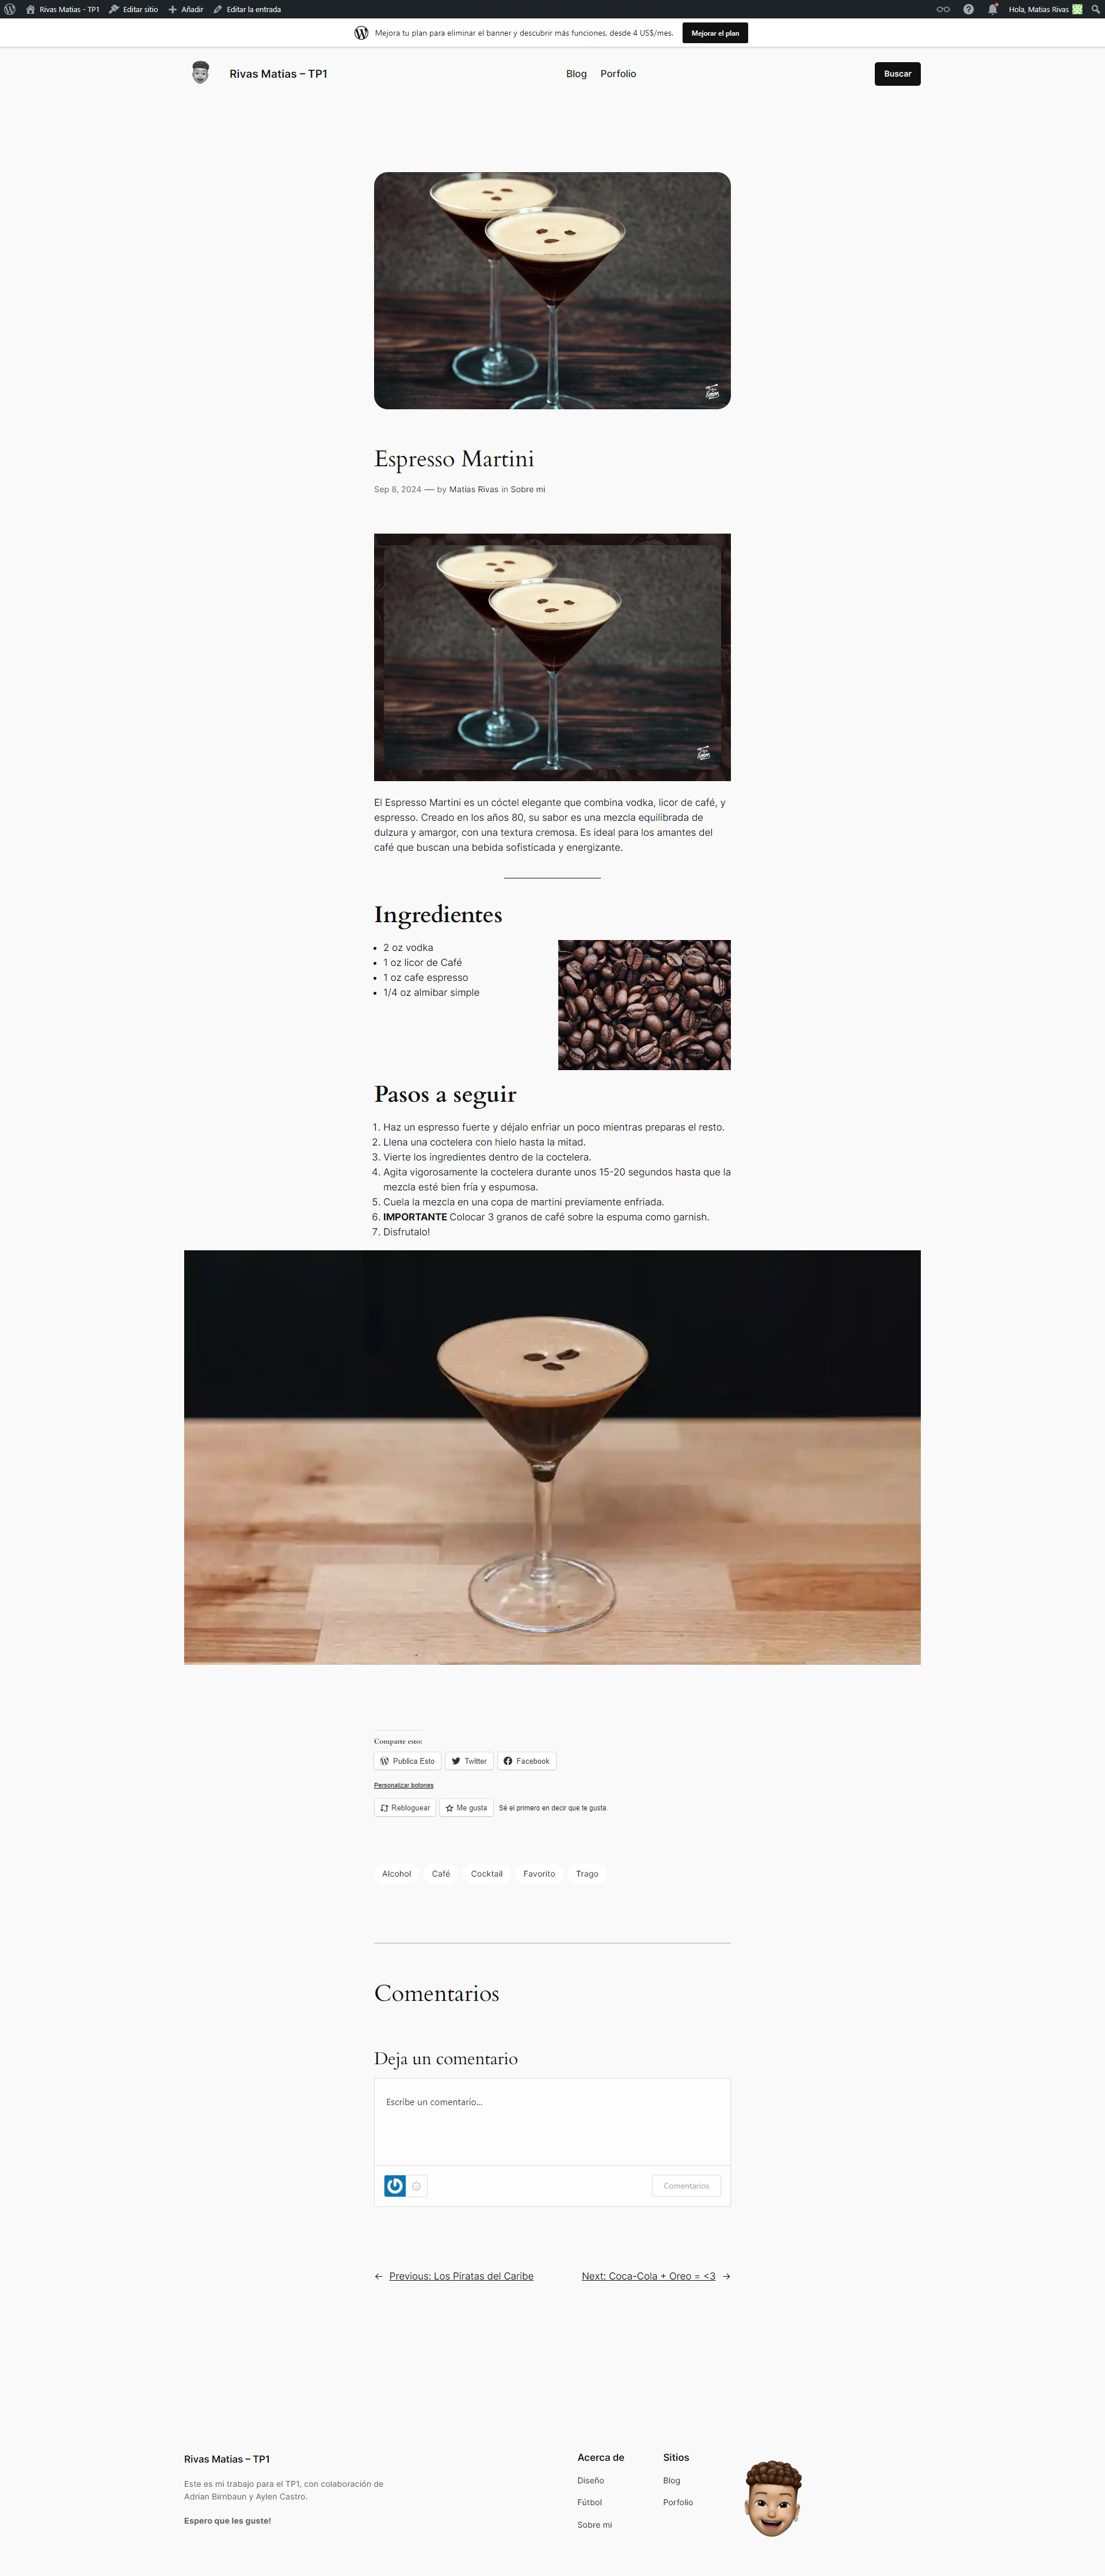 Rivas Matias - TP1 Editar sitio Añadir Editar la entrada Hola, Matias Rivas
Mejora tu plan para eliminar el banner y descubrir más funciones. desde 4 US$/mes. Mejorar el plan
Rivas Matias – TP1 Blog Porfolio Buscar
Espresso Martini
Sep 8, 2024 — by Matias Rivas in Sobre mi
El Espresso Martini es un cóctel elegante que combina vodka, licor de café, y
espresso. Creado en los años 80, su sabor es una mezcla equilibrada de
dulzura y amargor, con una textura cremosa. Es ideal para los amantes del
café que buscan una bebida sofisticada y energizante.
Ingredientes
• 2 oz vodka
• 1 oz licor de Café
• 1 oz cafe espresso
• 1/4 oz almibar simple
Pasos a seguir
1. Haz un espresso fuerte y déjalo enfriar un poco mientras preparas el resto.
2. Llena una coctelera con hielo hasta la mitad.
3. Vierte los ingredientes dentro de la coctelera.
4. Agita vigorosamente la coctelera durante unos 15-20 segundos hasta que la
mezcla esté bien fría y espumosa.
5. Cuela la mezcla en una copa de martini previamente enfriada.
6. IMPORTANTE Colocar 3 granos de café sobre la espuma como garnish.
7. Disfrutalo!
Comparte esto:
Publica Esto Twitter Facebook
Personalizar botones
Rebloguear Me gusta Sé el primero en decir que te gusta.
Alcohol Café Cocktail Favorito Trago
Comentarios
Deja un comentario
Escribe un comentario...
Comentarios
← Previous: Los Piratas del Caribe Next: Coca-Cola + Oreo = <3 →
Rivas Matias – TP1 Acerca de Sitios
Este es mi trabajo para el TP1, con colaboración de
Adrian Birnbaun y Aylen Castro.
Espero que les guste!
Diseño Blog
Fútbol Porfolio
Sobre mi